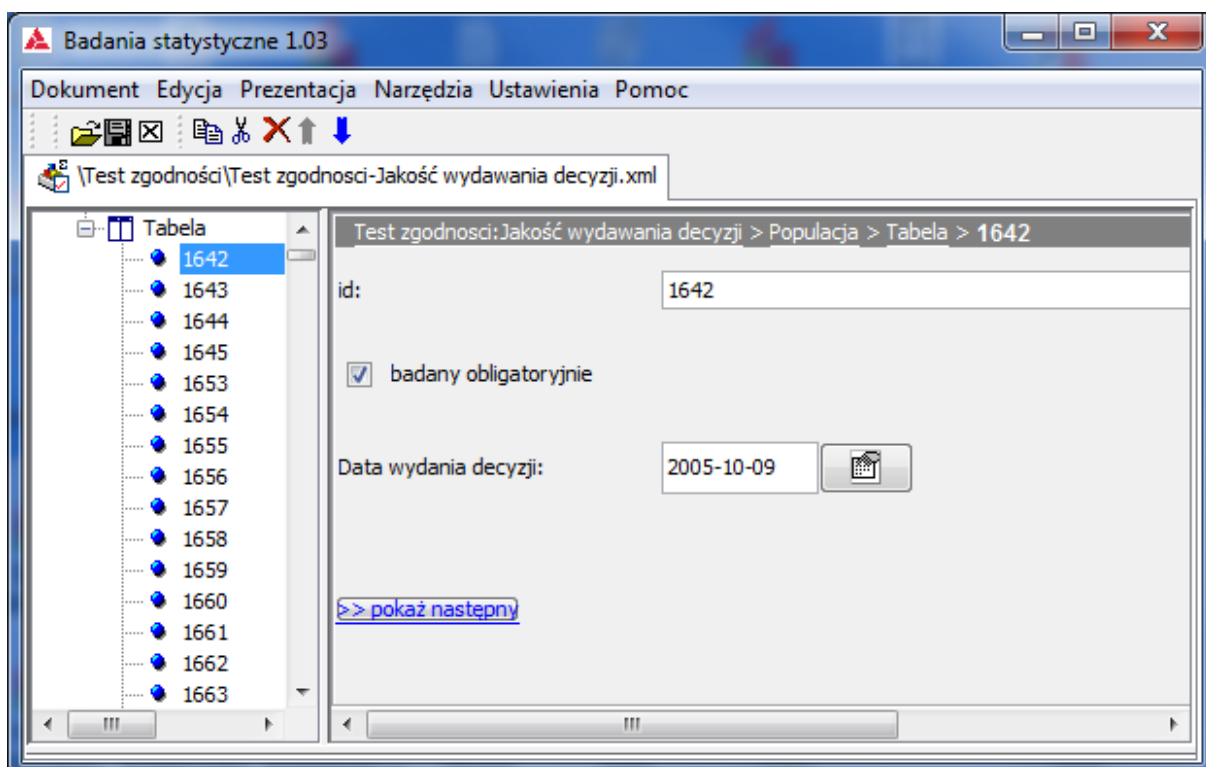 Badania statystyczne 1.03
Dokument Edycja Prezentacja Narzędzia Ustawienia Pomoc
\Test zgodności\Test zgodnosci-Jakość wydawania decyzji.xml
Tabela
1642
1643
1644
1645
1653
1654
1655
1656
1657
1658
1659
1660
1661
1662
1663
Test zgodnosci:Jakość wydawania decyzji > Populacja > Tabela > 1642
id: 1642
badany obligatoryjnie
Data wydania decyzji: 2005-10-09
>> pokaż następny